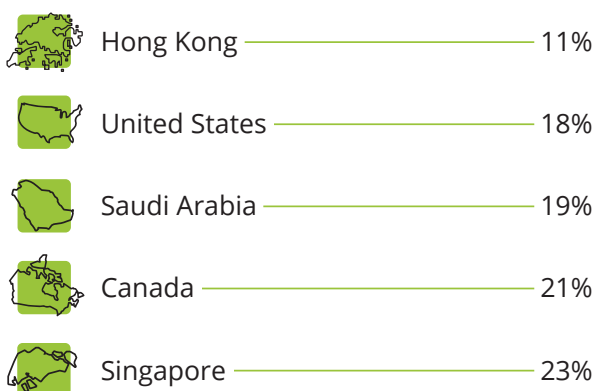 Hong Kong 11%
United States 18%
Saudi Arabia 19%
Canada 21%
Singapore 23%